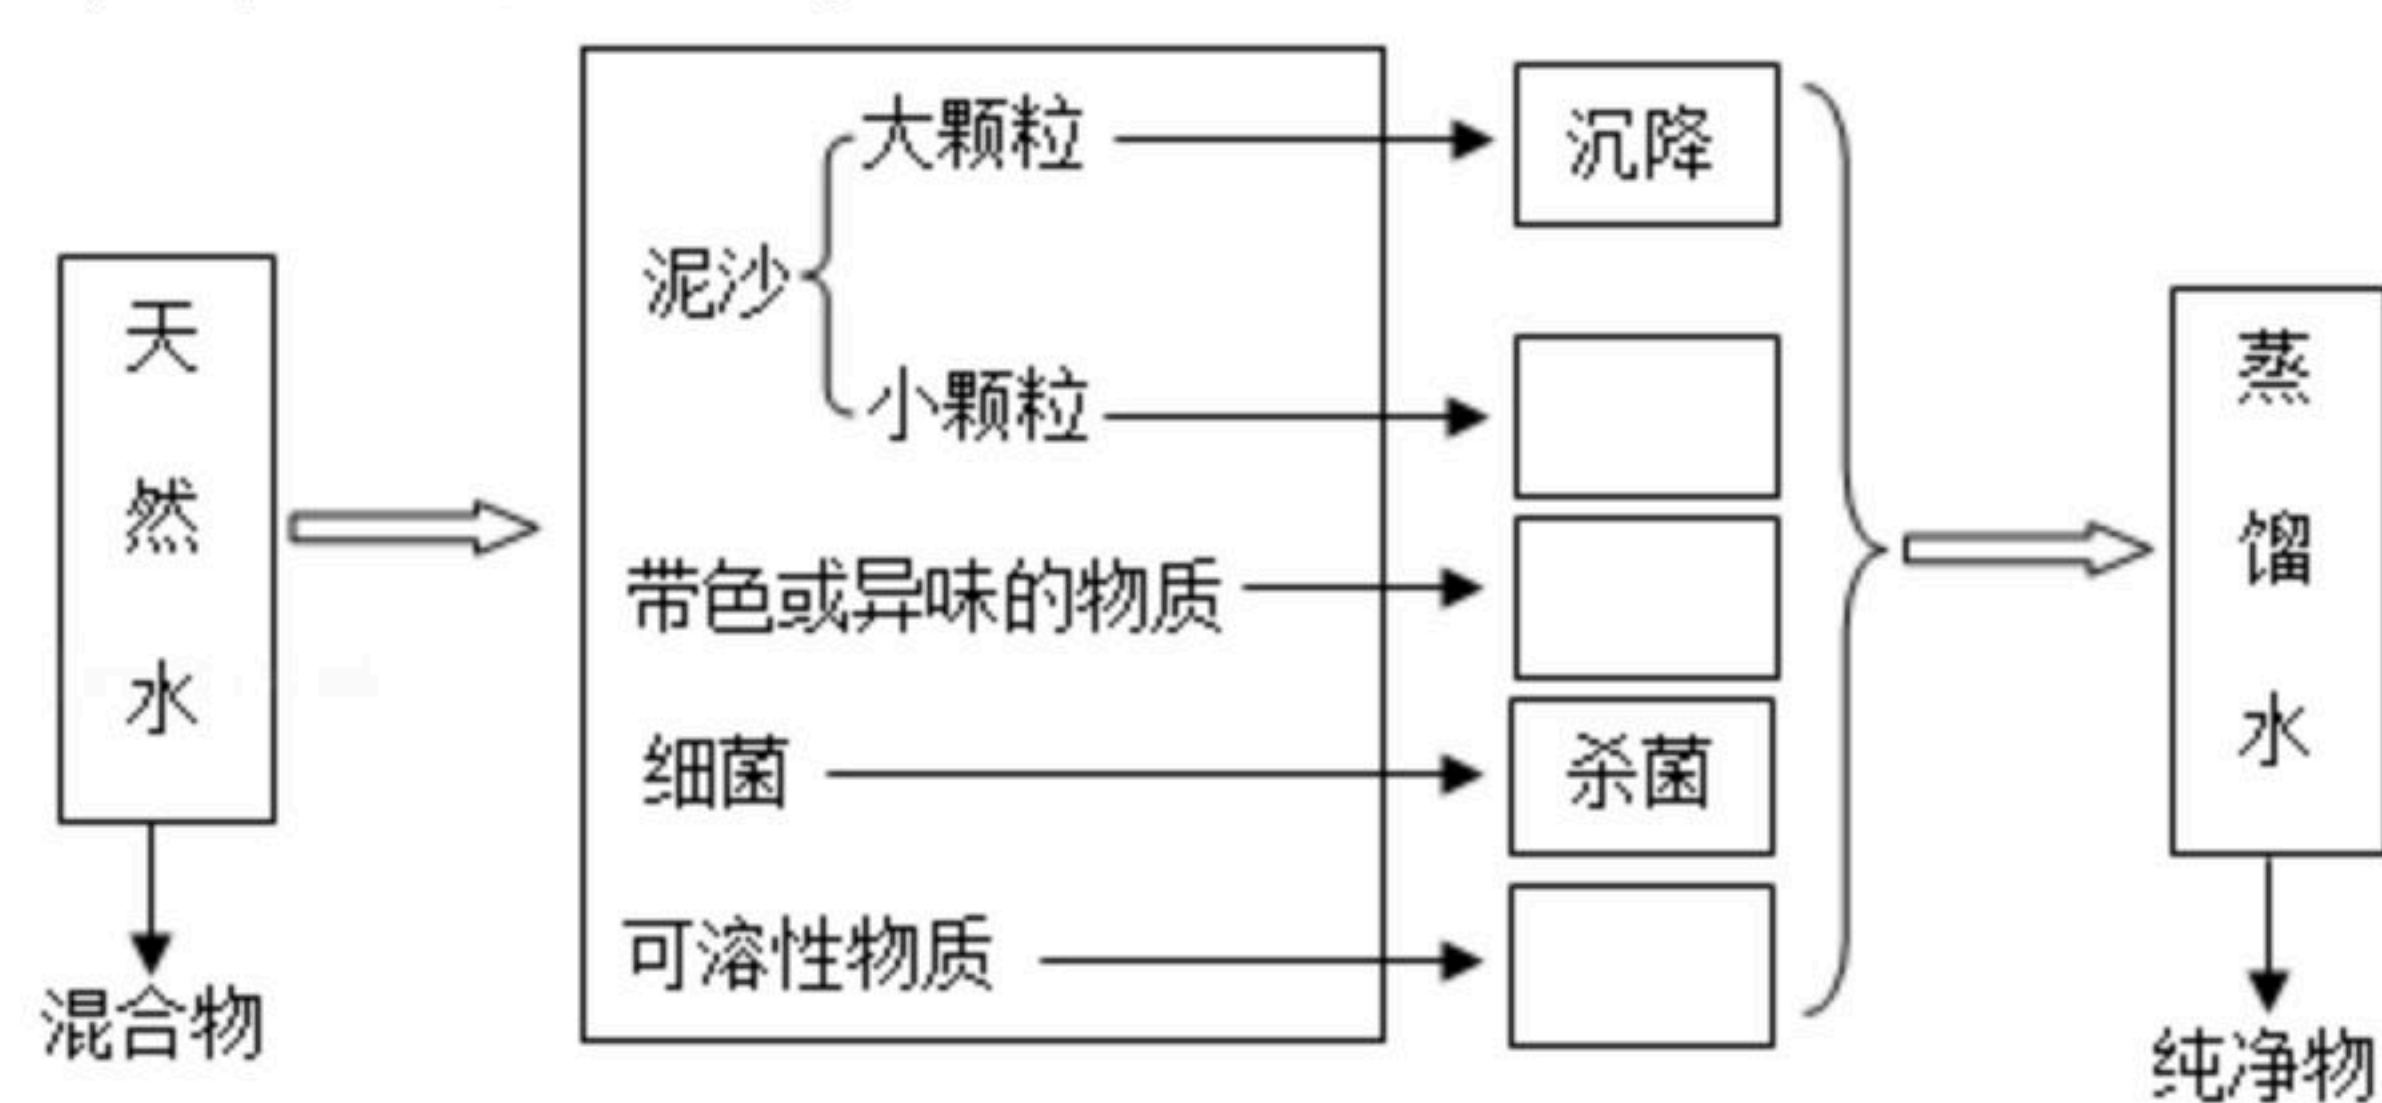 天然水
混合物
泥沙
大颗粒
小颗粒
带色或异味的物质
细菌
可溶性物质
沉降
杀菌
蒸馏水
纯净物